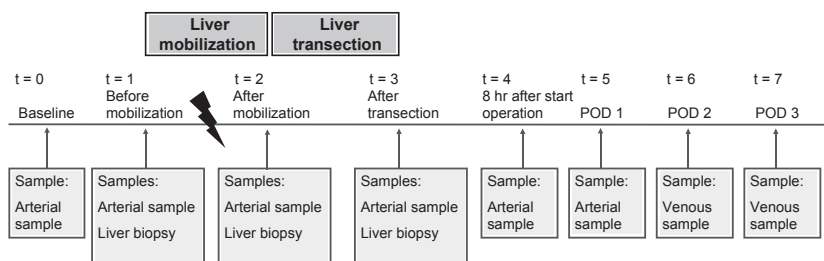 Liver
mobilization
Liver
transection
t = 0
Baseline
t = 1
Before
mobilization
t = 2
After
mobilization
t = 3
After
transection
t = 4
8 hr after start
operation
t = 5
POD 1
t = 6
POD 2
t = 7
POD 3
Sample:
Arterial
sample
Samples:
Arterial sample
Liver biopsy
Samples:
Arterial sample
Liver biopsy
Samples:
Arterial sample
Liver biopsy
Sample:
Arterial
sample
Sample:
Arterial
sample
Sample:
Venous
sample
Sample:
Venous
sample